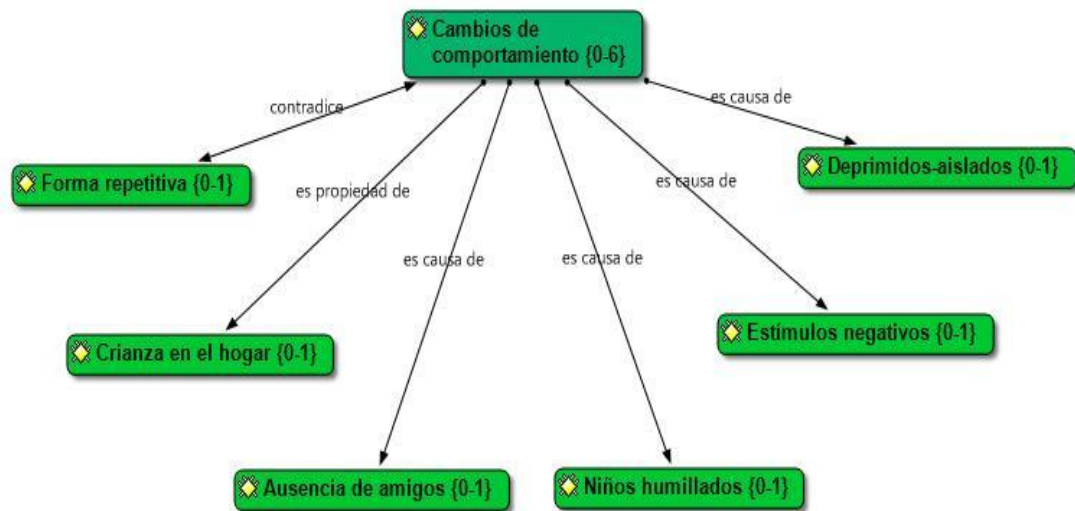 Cambios de
comportamiento {0-6}
contradice
es causa de
Forma repetitiva {0-1}
Deprimidos-aislados {0-1}
es propiedad de
es causa de
es causa de
es causa de
Crianza en el hogar {0-1}
Estímulos negativos {0-1}
Ausencia de amigos {0-1}
Niños humillados {0-1}